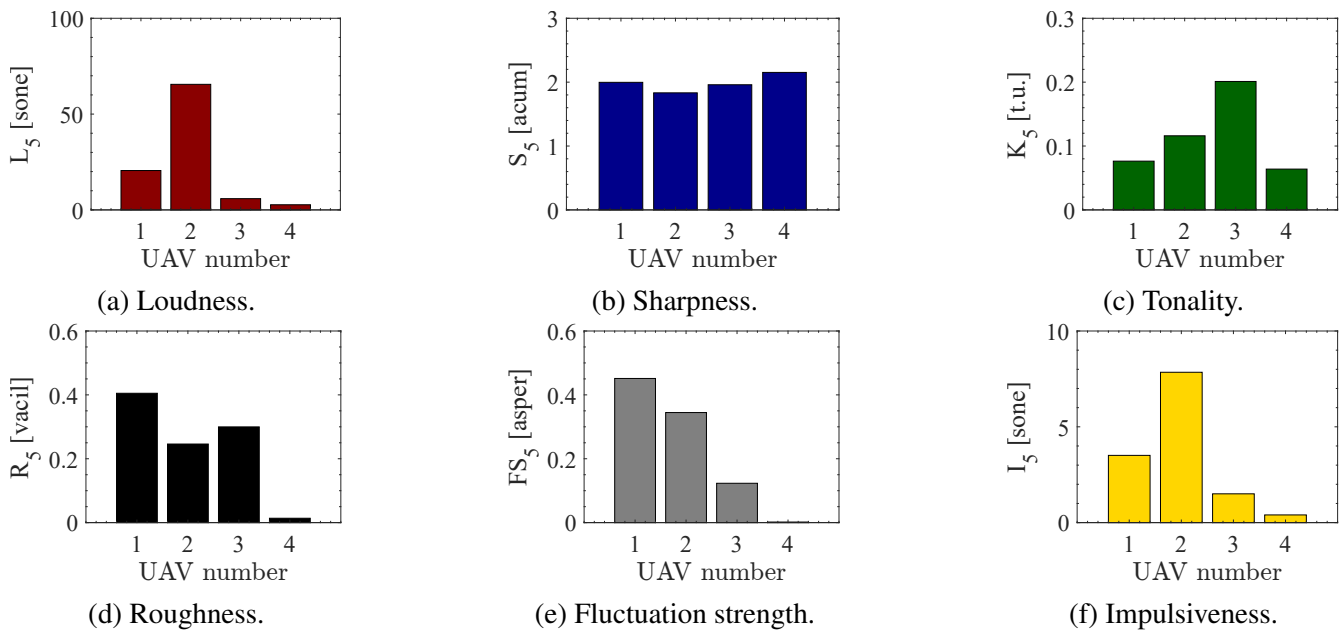 100
50
0
L5 [sone]
1 2 3 4
UAV number
(a) Loudness.
3
2
1
0
S5 [acum]
1 2 3 4
UAV number
(b) Sharpness.
0.3
0.2
0.1
0
K5 [t.u.]
1 2 3 4
UAV number
(c) Tonality.
0.6
0.4
0.2
0
R5 [vacil]
1 2 3 4
UAV number
(d) Roughness.
0.6
0.4
0.2
0
FS5 [asper]
1 2 3 4
UAV number
(e) Fluctuation strength.
10
5
0
I5 [sone]
1 2 3 4
UAV number
(f) Impulsiveness.